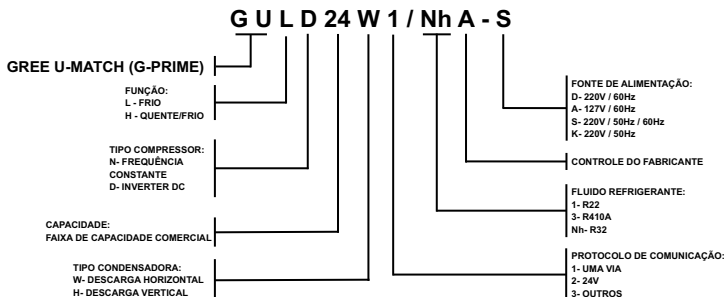 G U L D 24 W 1 / Nh A - S
GREE U-MATCH (G-PRIME)
FUNÇÃO:
L - FRIO
H - QUENTE/FRIO
TIPO COMPRESSOR:
N- FREQUÊNCIA
CONSTANTE
D- INVERTER DC
CAPACIDADE:
FAIXA DE CAPACIDADE COMERCIAL
TIPO CONDENSADORA:
W- DESCARGA HORIZONTAL
H- DESCARGA VERTICAL
FONTE DE ALIMENTAÇÃO:
D- 220V / 60Hz
A- 127V / 60Hz
S- 220V / 50Hz / 60Hz
K- 220V / 50Hz
CONTROLE DO FABRICANTE
FLUIDO REFRIGERANTE:
1- R22
3- R410A
Nh- R32
PROTOCOLO DE COMUNICAÇÃO:
1- UMA VIA
2- 24V
3- OUTROS